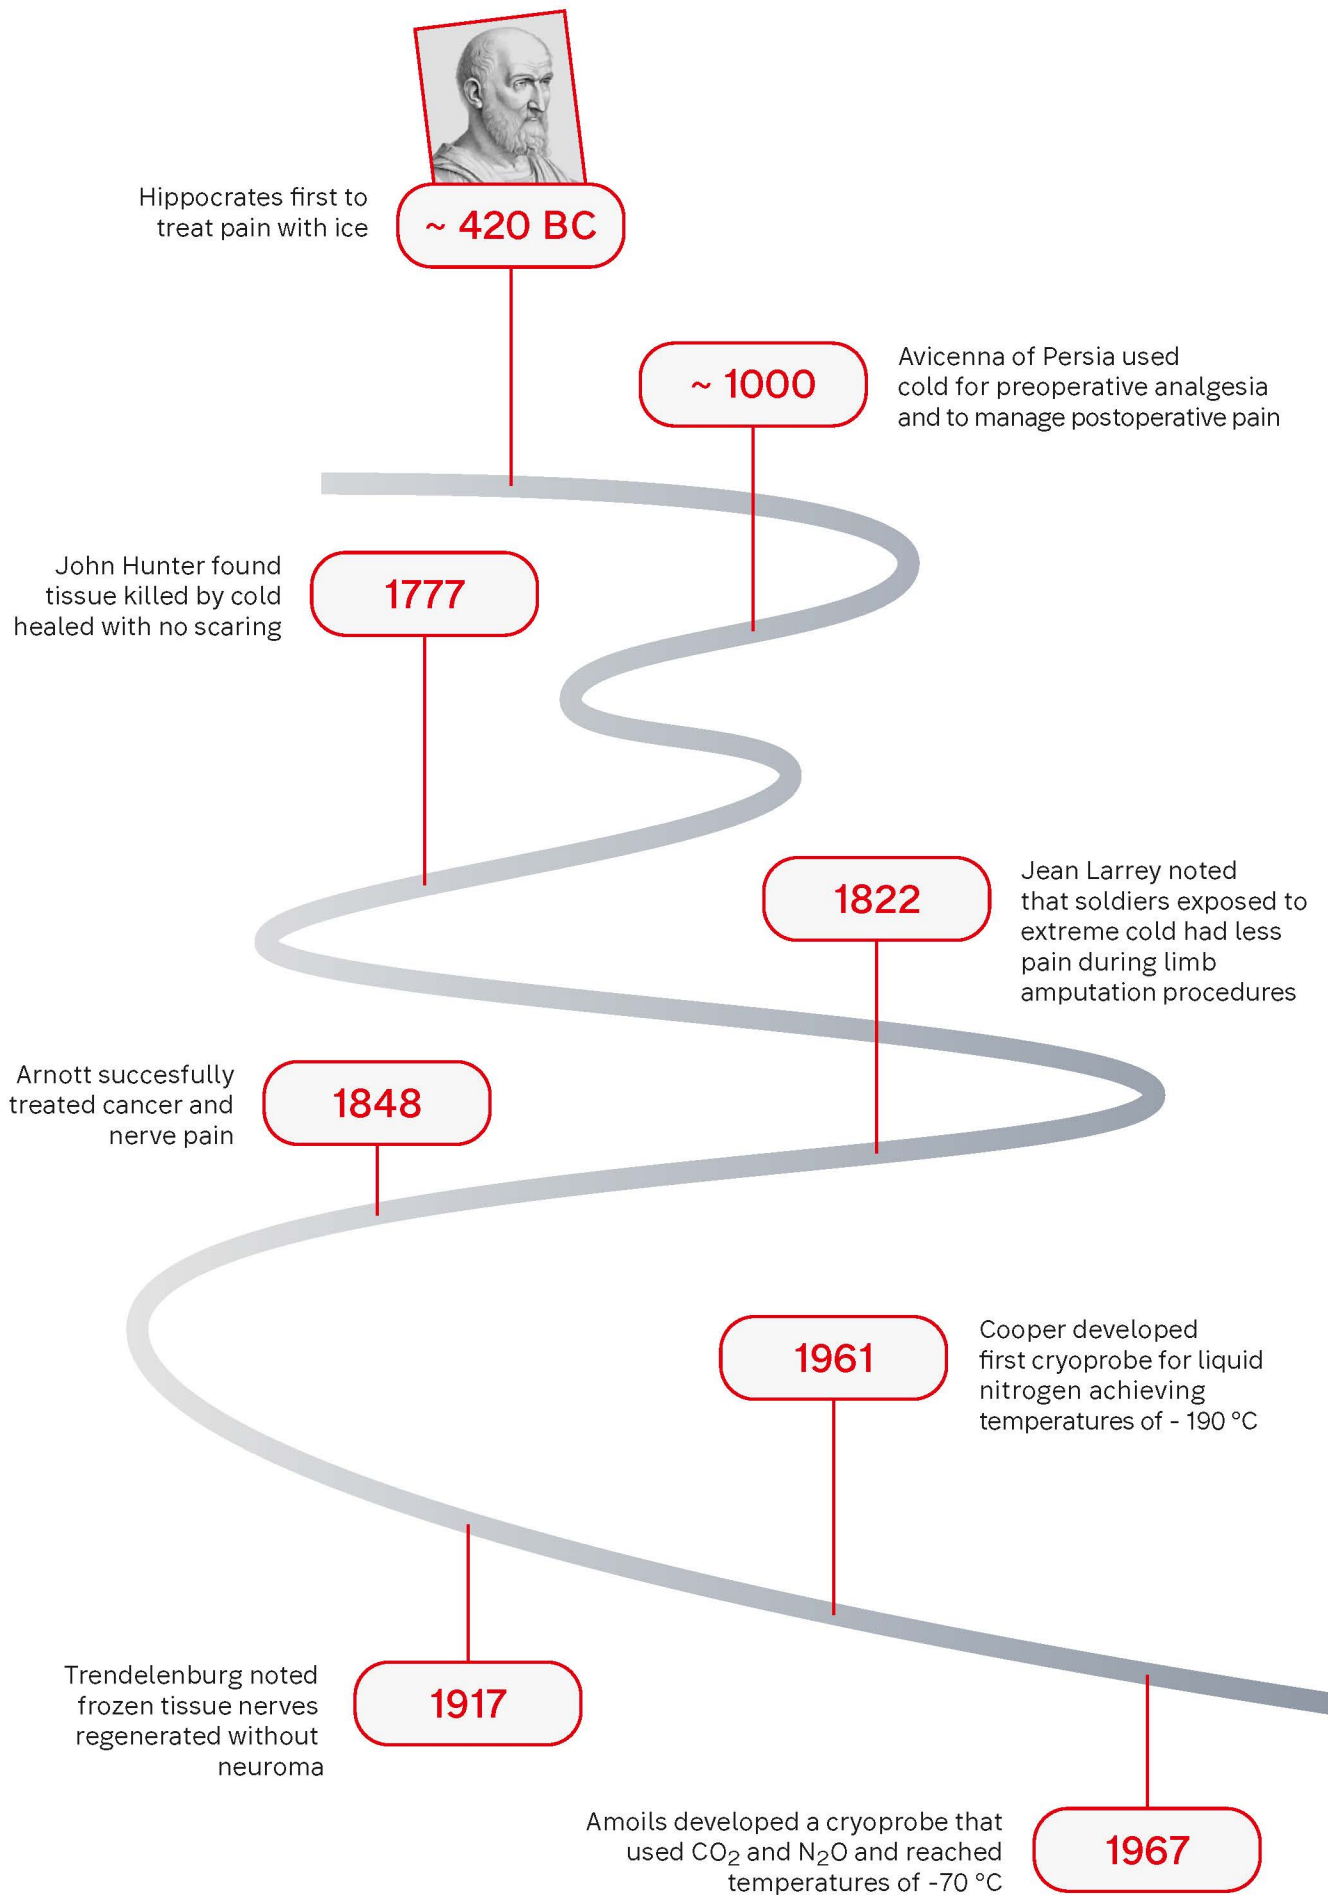 Hippocrates first to
treat pain with ice
~ 420 BC
~ 1000
Avicenna of Persia used
cold for preoperative analgesia
and to manage postoperative pain
John Hunter found
tissue killed by cold
healed with no scaring
1777
1822
Jean Larrey noted
that soldiers exposed to
extreme cold had less
pain during limb
amputation procedures
Arnott succesfully
treated cancer and
nerve pain
1848
1961
Cooper developed
first cryoprobe for liquid
nitrogen achieving
temperatures of - 190 °C
Trendelenburg noted
frozen tissue nerves
regenerated without
neuroma
1917
Amoils developed a cryoprobe that
used CO₂ and N₂O and reached
temperatures of -70 °C
1967